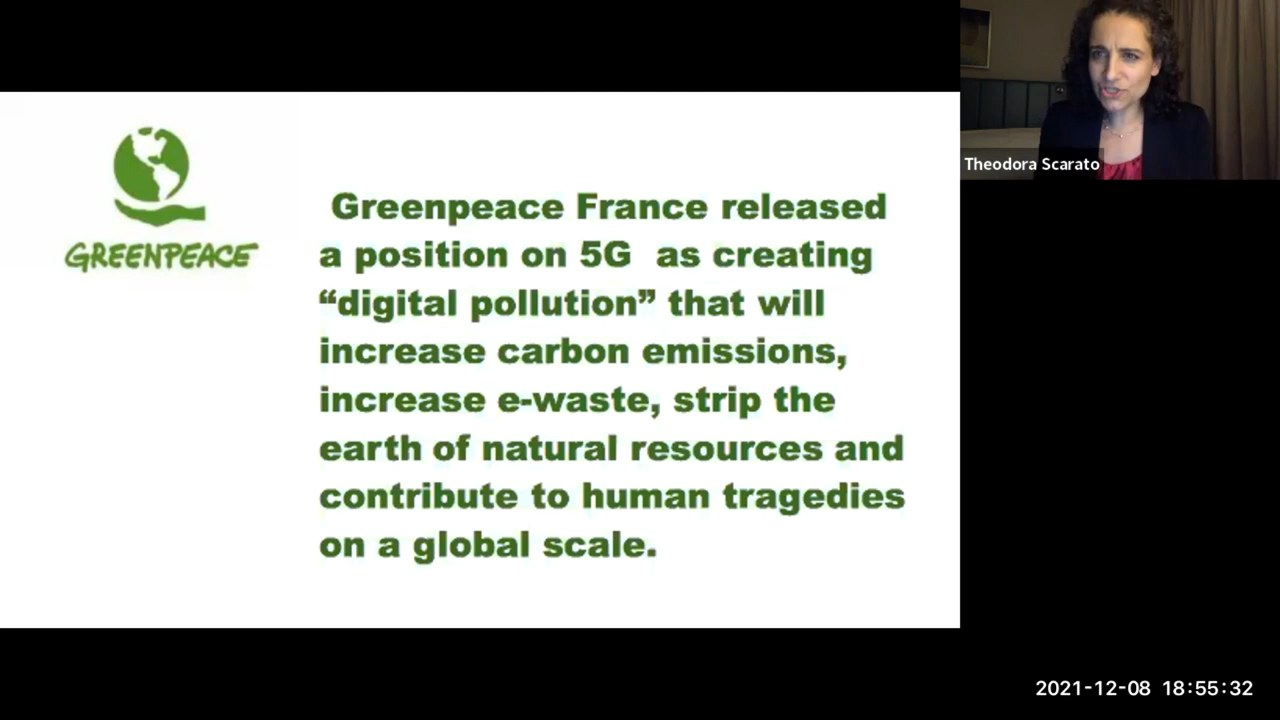 GREENPEACE
Greenpeace France released
a position on 5G as creating
“digital pollution” that will
increase carbon emissions,
increase e-waste, strip the
earth of natural resources and
contribute to human tragedies
on a global scale.
Theodora Scarato
2021-12-08 18:55:32